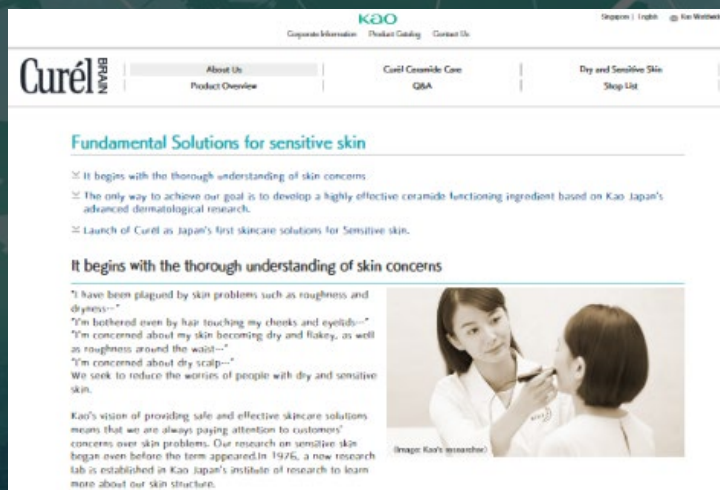 Kao
Singapore | English Kao Worldwide
Corporate Information Product Catalog Contact Us
Curél BRAIN
About Us Curél Ceramide Care Dry and Sensitive Skin
Product Overview Q&A Shop List
Fundamental Solutions for sensitive skin
It begins with the thorough understanding of skin concerns
The only way to achieve our goal is to develop a highly effective ceramide functioning ingredient based on Kao Japan's
advanced dermatological research.
Launch of Curél as Japan's first skincare solutions for Sensitive skin.
It begins with the thorough understanding of skin concerns
"I have been plagued by skin problems such as roughness and
dryness…"
"I'm bothered even by hair touching my cheeks and eyelids…"
"I'm concerned about my skin becoming dry and flakey, as well
as roughness around the waist…"
"I'm concerned about dry scalp…"
We seek to reduce the worries of people with dry and sensitive
skin.
Kao's vision of providing safe and effective skincare solutions
means that we are always paying attention to customers'
concerns over skin problems. Our research on sensitive skin
began even before the term appeared.In 1976, a new research
lab is established in Kao Japan's institute of research to learn
more about our skin structure.
(Image: Kao's researcher)